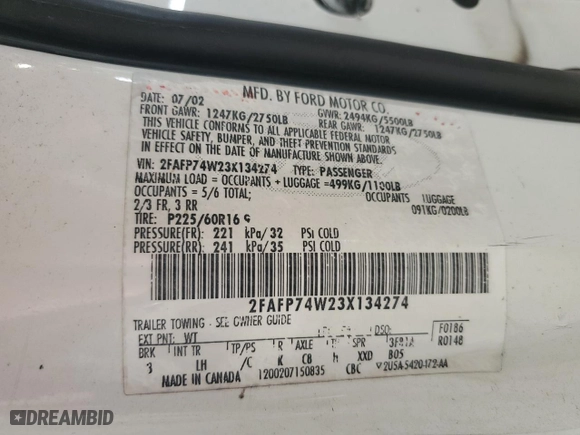 MFD. BY FORD MOTOR CO.
DATE: 07/02 GVWR: 2494KG/5500LB
FRONT GAWR: 1247KG/2750LB REAR GAWR: 1247KG/2750LB
THIS VEHICLE CONFORMS TO ALL APPLICABLE FEDERAL MOTOR
VEHICLE SAFETY, BUMPER, AND THEFT PREVENTION STANDARDS
IN EFFECT ON THE DATE OF MANUFACTURE SHOWN ABOVE.
VIN: 2FAFP74W23X134274 TYPE: PASSENGER
MAXIMUM LOAD = OCCUPANTS + LUGGAGE = 499KG/1100LB
OCCUPANTS = 5/6 TOTAL; OCCUPANTS LUGGAGE
2/3 FR, 3 RR 091KG/0200LB
TIRE: P225/60R16 S
PRESSURE(FR): 221 kPa/32 PSI COLD
PRESSURE(RR): 241 kPa/35 PSI COLD
2FAFP74W23X134274
TRAILER TOWING - SEE OWNER GUIDE
EXT PNT: WT DSO: F0186
BRK INT TR TP/PS R AXLE TR SPR R0148
3 LH /C K CB h XXD B05
MADE IN CANADA 1200207150835 CBC
DREAMBID